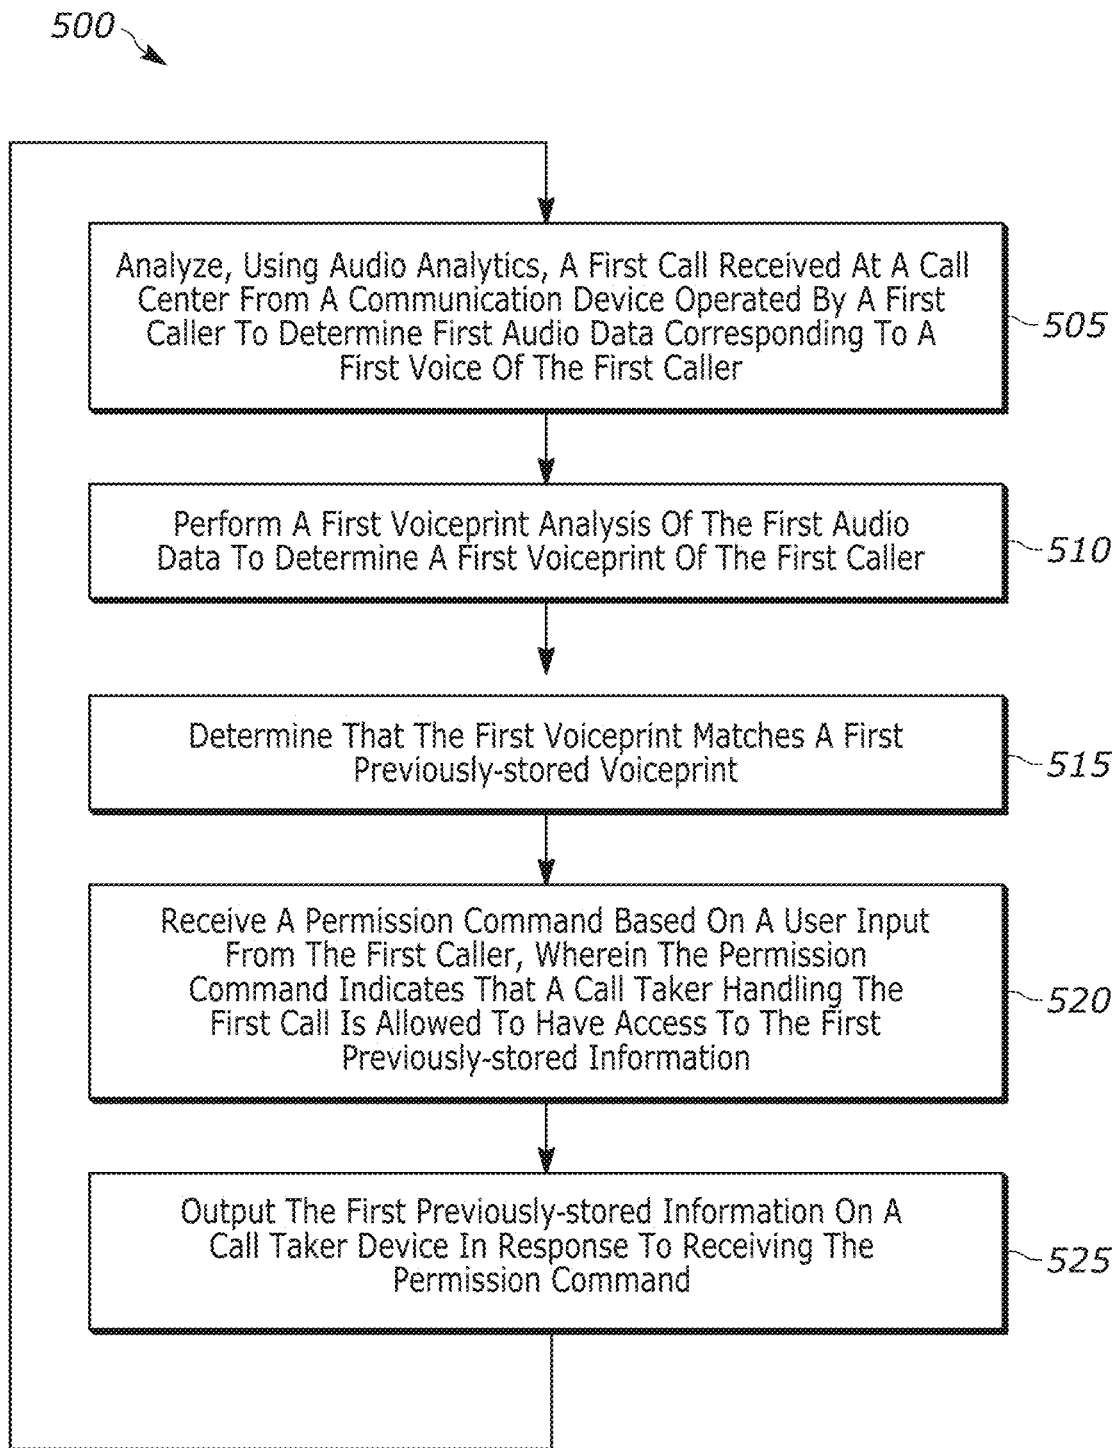 500
Analyze, Using Audio Analytics, A First Call Received At A Call
Center From A Communication Device Operated By A First
Caller To Determine First Audio Data Corresponding To A
First Voice Of The First Caller
505
Perform A First Voiceprint Analysis Of The First Audio
Data To Determine A First Voiceprint Of The First Caller
510
Determine That The First Voiceprint Matches A First
Previously-stored Voiceprint
515
Receive A Permission Command Based On A User Input
From The First Caller, Wherein The Permission
Command Indicates That A Call Taker Handling The
First Call Is Allowed To Have Access To The First
Previously-stored Information
520
Output The First Previously-stored Information On A
Call Taker Device In Response To Receiving The
Permission Command
525